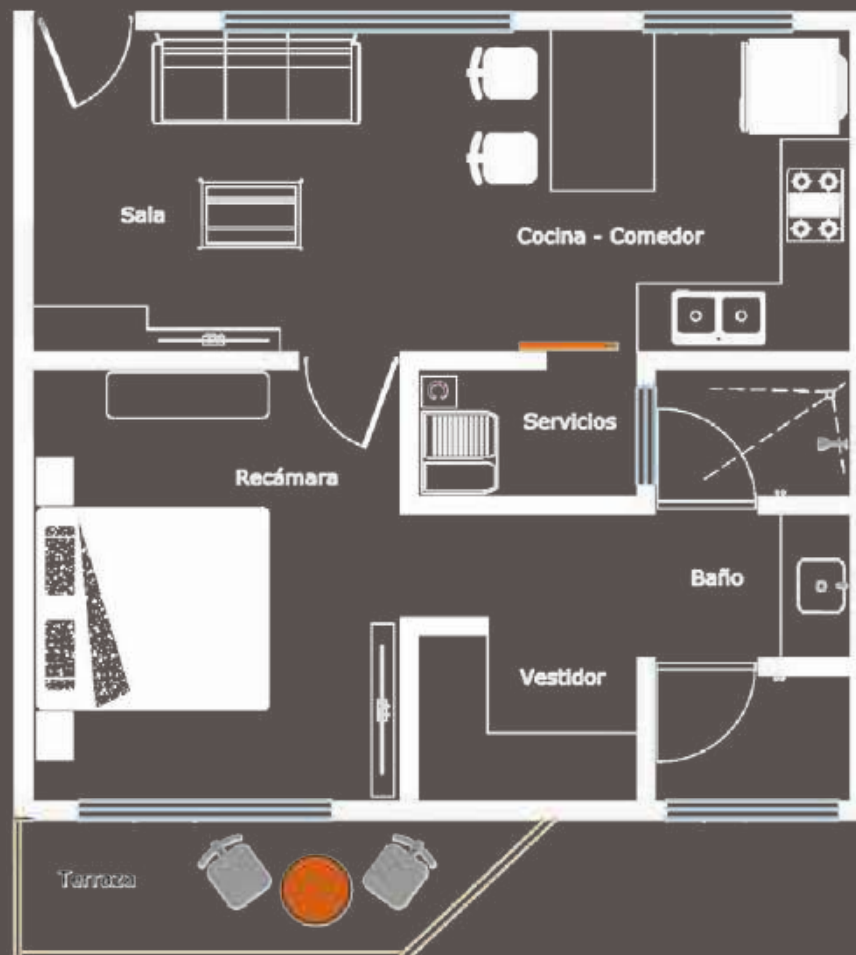 Sala
Cocina - Comedor
Servicios
Recámara
Baño
Vestidor
Terraza